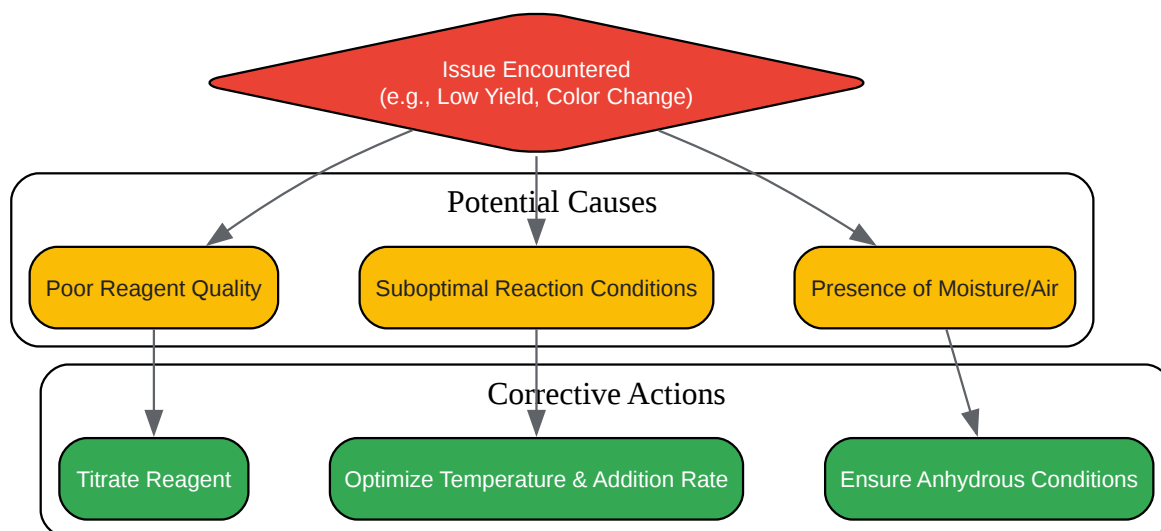 Issue Encountered
(e.g., Low Yield, Color Change)
Potential Causes
Poor Reagent Quality
Suboptimal Reaction Conditions
Presence of Moisture/Air
Corrective Actions
Titrate Reagent
Optimize Temperature & Addition Rate
Ensure Anhydrous Conditions